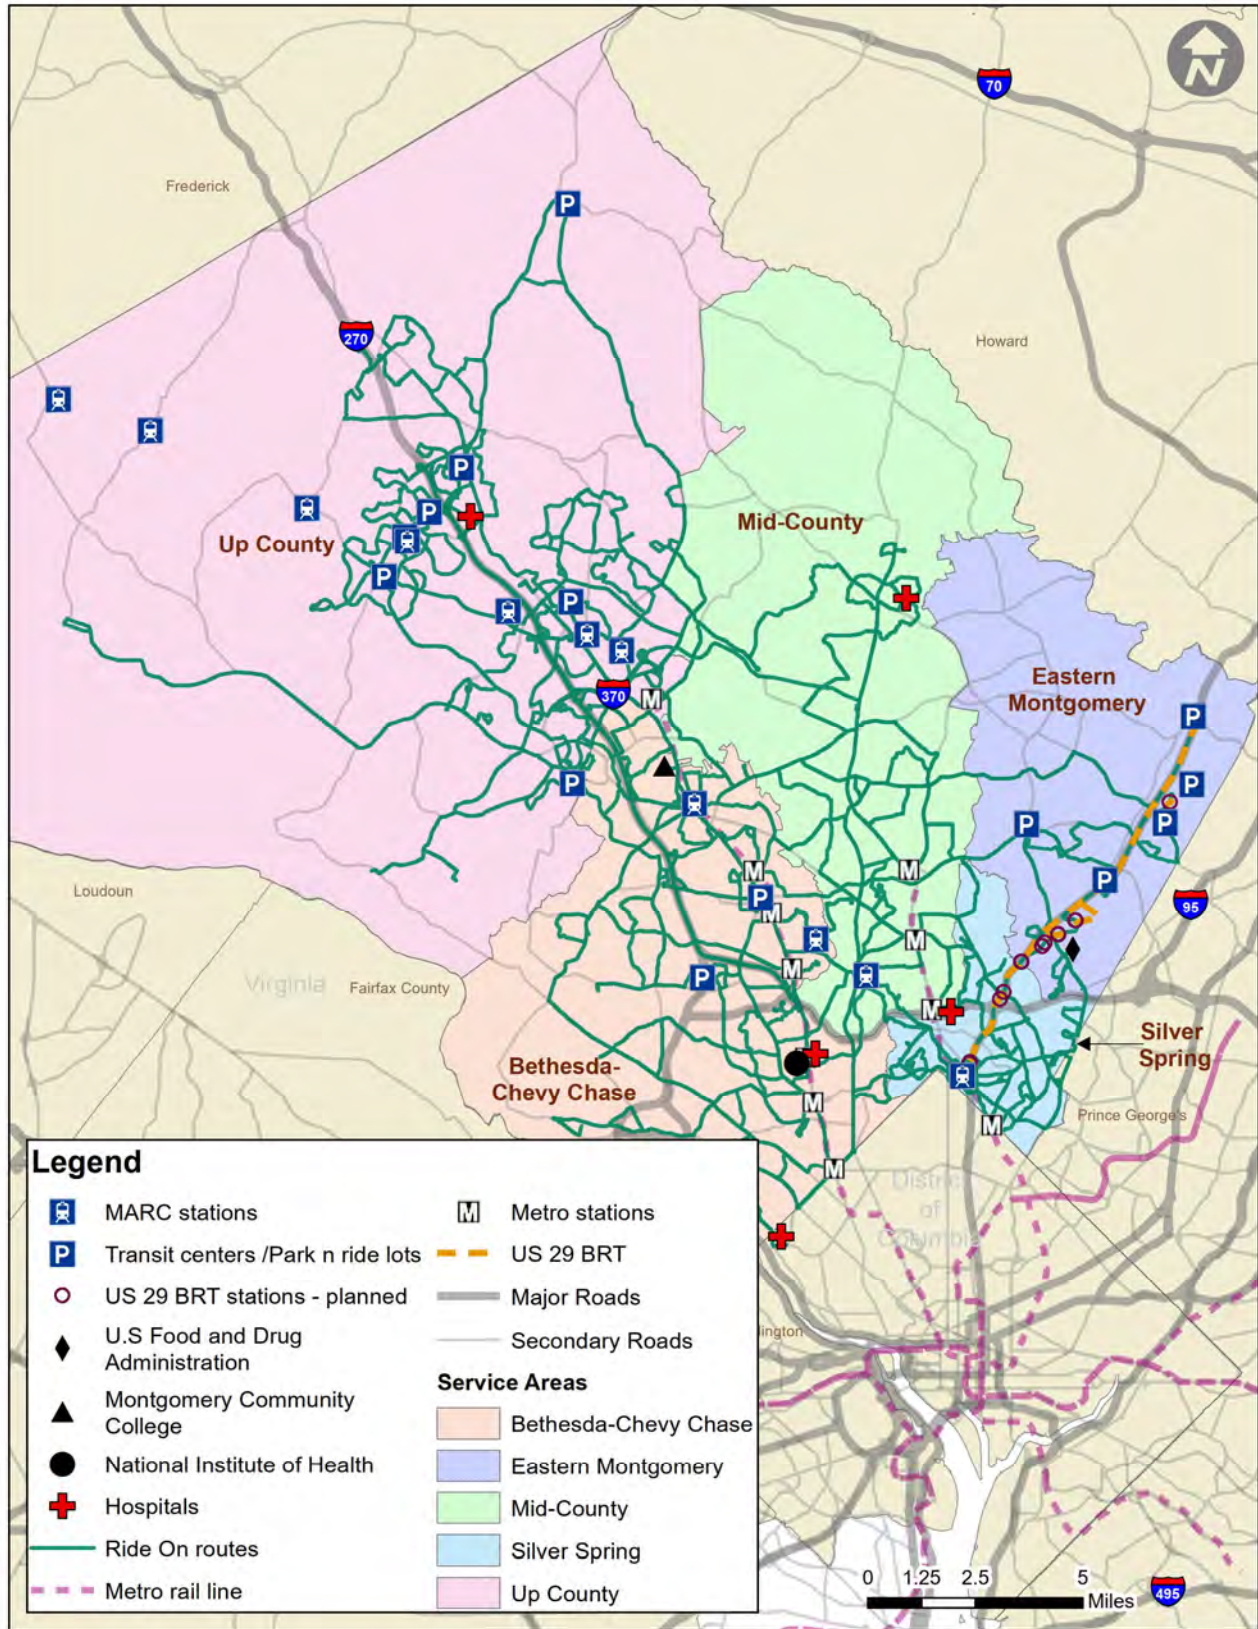 N
70
Frederick
P
270
Howard
P
Mid-County
P
Up County
P
P
Eastern
Montgomery
370
M
P
P
P
P
P
M
M
Loudoun
P
P
M
95
M
Virginia
Fairfax County
M
P
M
Silver
Spring
Bethesda-
Chevy Chase
M
M
Prince George's
M
District
of
Columbia
Legend
MARC stations
M Metro stations
P Transit centers /Park n ride lots
US 29 BRT
US 29 BRT stations - planned
Major Roads
U.S Food and Drug
Administration
Secondary Roads
Montgomery Community
College
National Institute of Health
Hospitals
Ride On routes
Metro rail line
Service Areas
Bethesda-Chevy Chase
Eastern Montgomery
Mid-County
Silver Spring
Up County
0 1.25 2.5 5
Miles
495